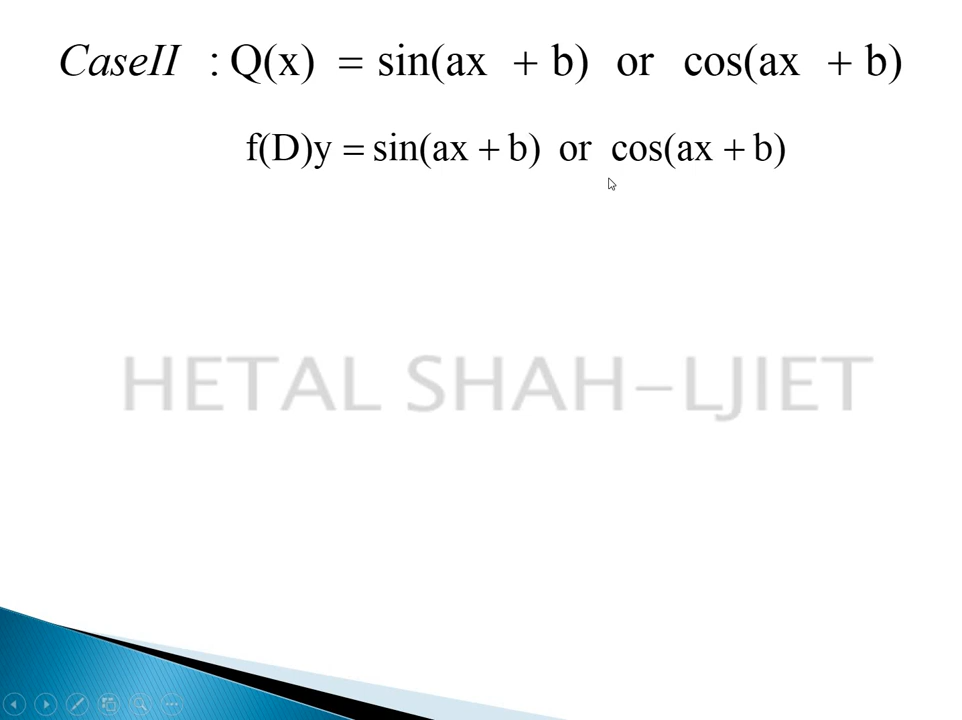 CaseII : Q(x) = sin(ax + b) or cos(ax + b)
f(D)y = sin(ax + b) or cos(ax + b)
HETAL SHAH-LJIET